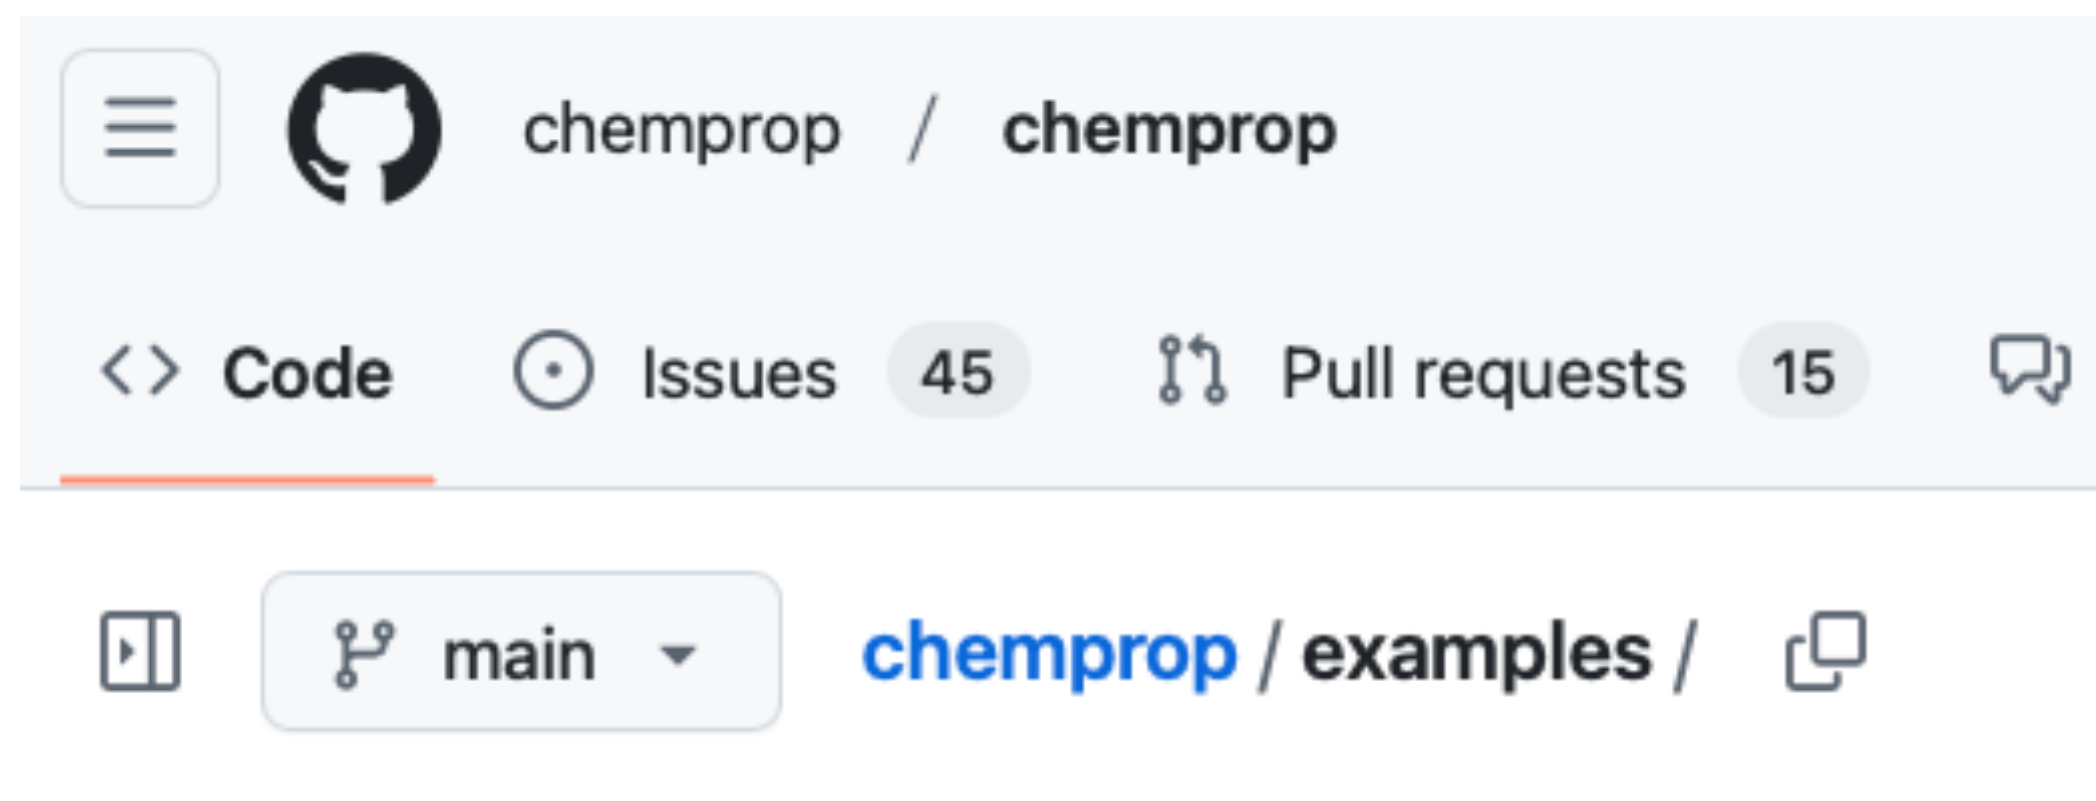 chemprop / chemprop
Code Issues 45 Pull requests 15
main chemprop / examples /